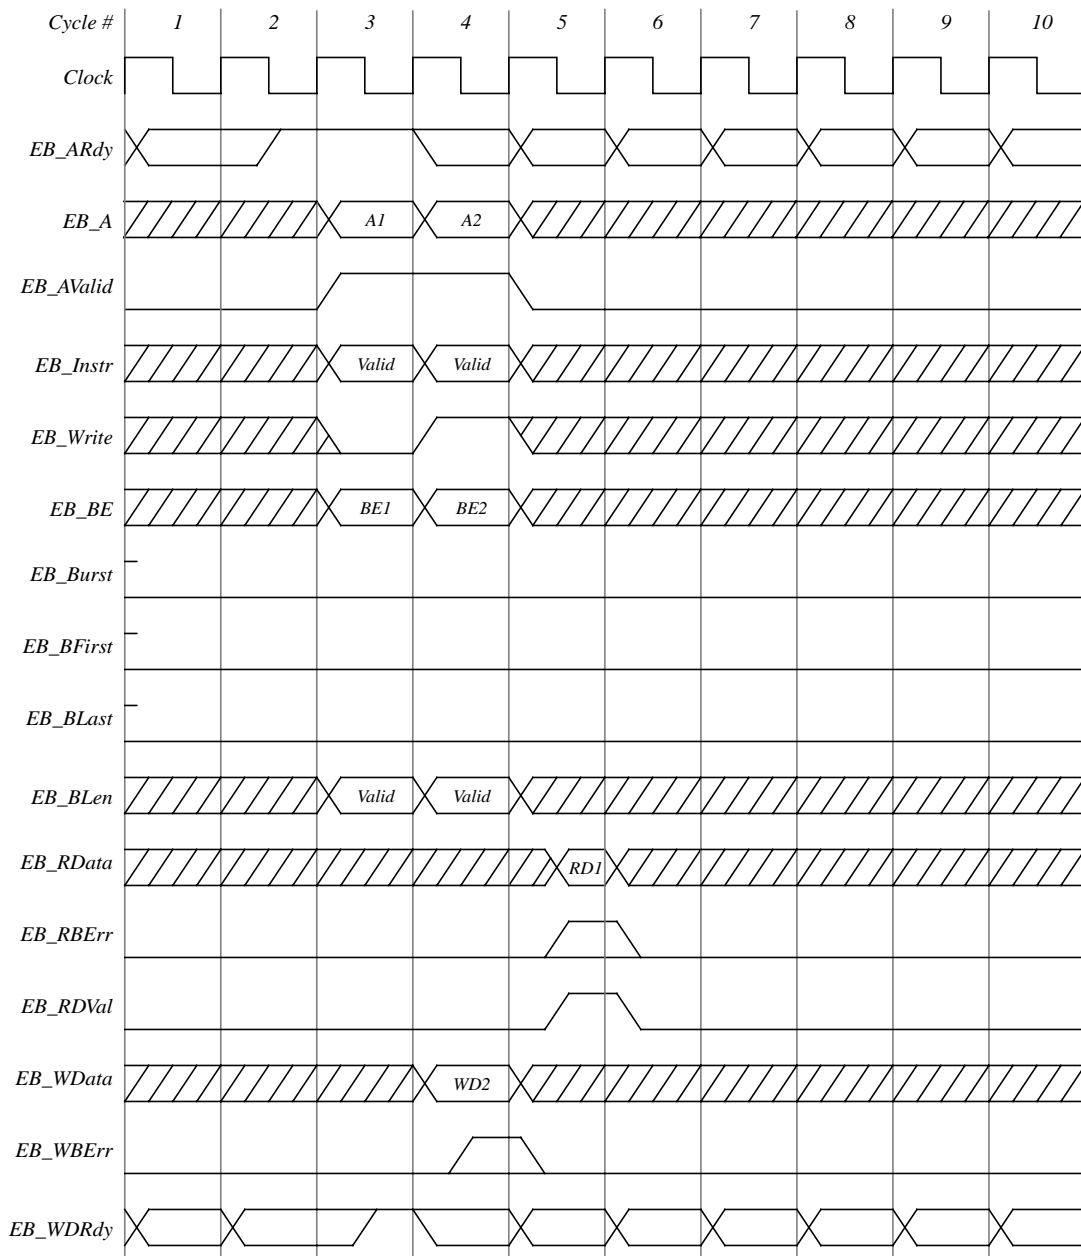 Cycle # 1 2 3 4 5 6 7 8 9 10
Clock
EB_ARdy
EB_A A1 A2
EB_AValid
EB_Instr Valid Valid
EB_Write
EB_BE BE1 BE2
EB_Burst
EB_BFirst
EB_BLast
EB_BLen Valid Valid
EB_RData RD1
EB_RBErr
EB_RDVal
EB_WData WD2
EB_WBErr
EB_WDRdy